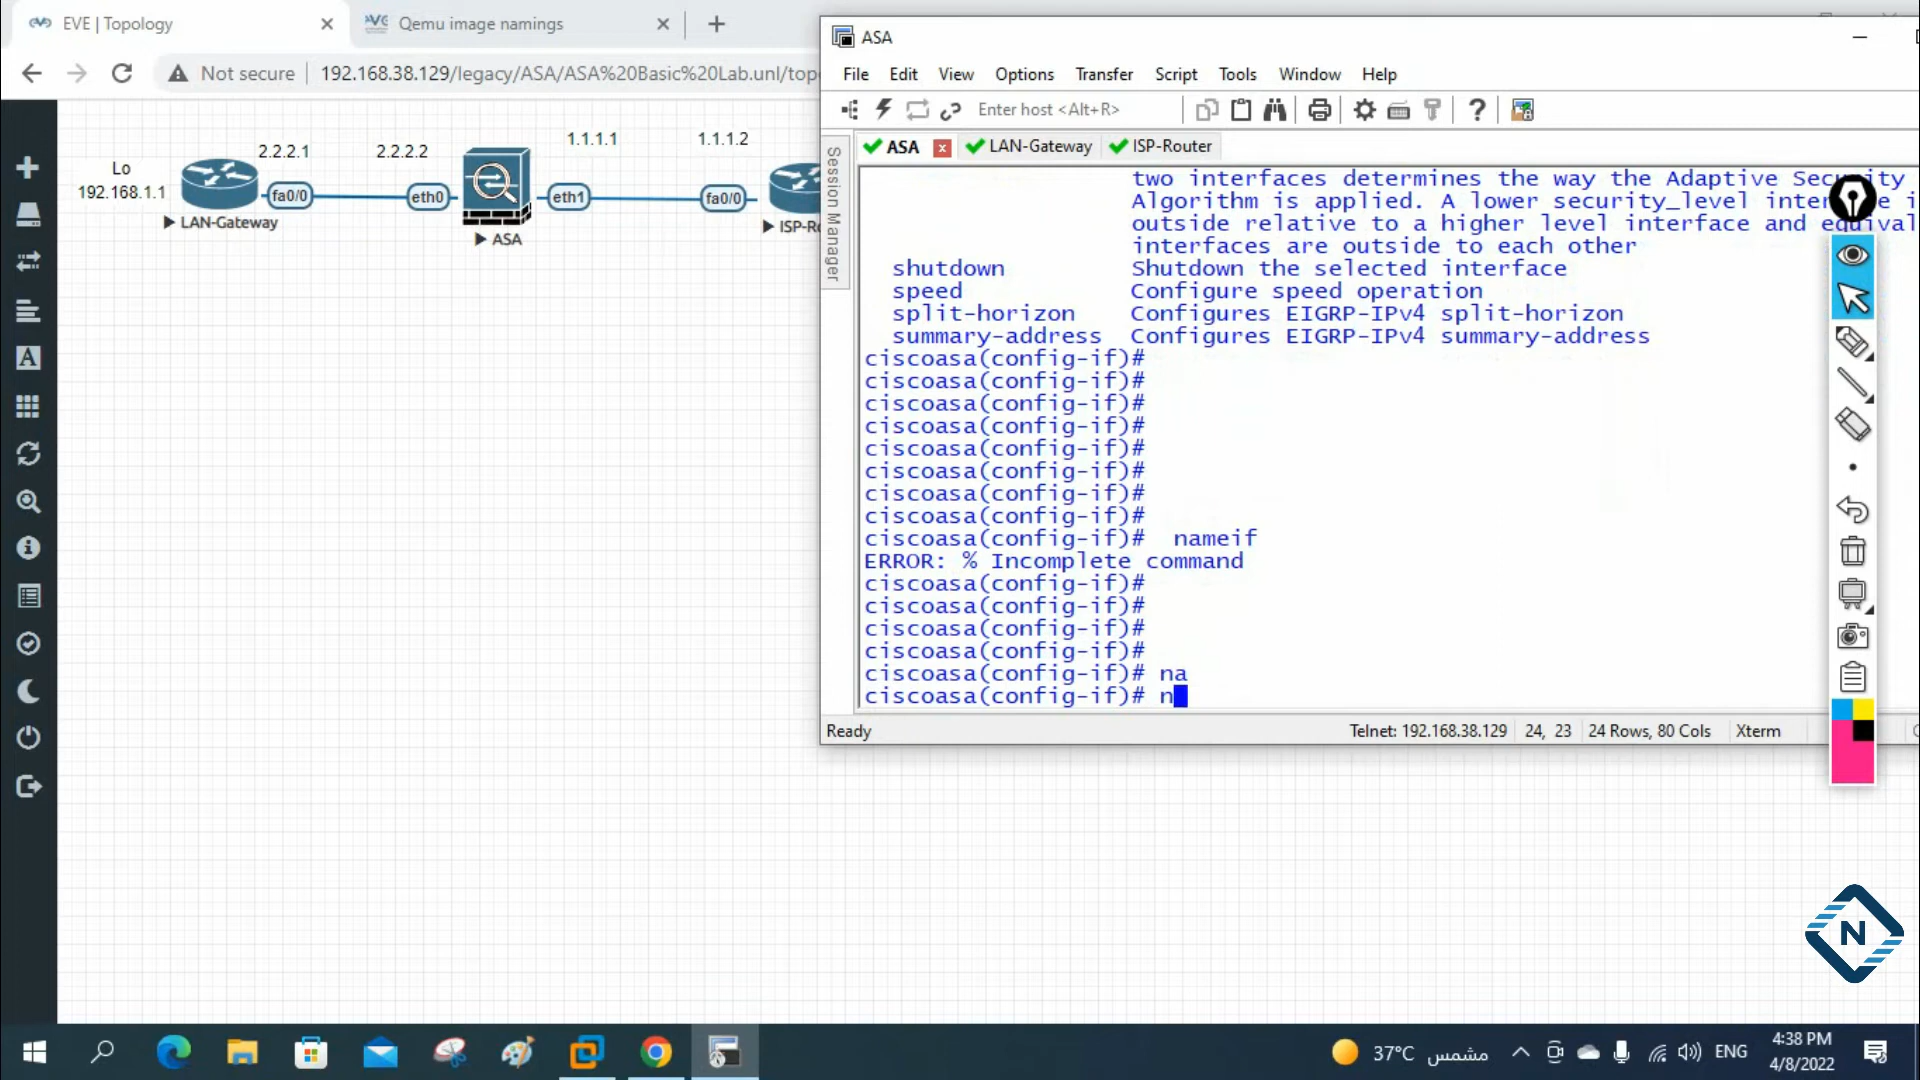 EVE | Topology
Qemu image namings
Not secure
192.168.38.129/legacy/ASA/ASA%20Basic%20Lab.unl/topo
Lo
192.168.1.1
2.2.2.1
2.2.2.2
1.1.1.1
1.1.1.2
fa0/0
eth0
eth1
fa0/0
LAN-Gateway
ASA
ISP-Ro
ASA
File Edit View Options Transfer Script Tools Window Help
Enter host <Alt+R>
Session Manager
ASA
LAN-Gateway
ISP-Router
two interfaces determines the way the Adaptive Security
Algorithm is applied. A lower security_level interface i
outside relative to a higher level interface and equival
interfaces are outside to each other
shutdown Shutdown the selected interface
speed Configure speed operation
split-horizon Configures EIGRP-IPv4 split-horizon
summary-address Configures EIGRP-IPv4 summary-address
ciscoasa(config-if)#
ciscoasa(config-if)#
ciscoasa(config-if)#
ciscoasa(config-if)#
ciscoasa(config-if)#
ciscoasa(config-if)#
ciscoasa(config-if)#
ciscoasa(config-if)#
ciscoasa(config-if)# nameif
ERROR: % Incomplete command
ciscoasa(config-if)#
ciscoasa(config-if)#
ciscoasa(config-if)#
ciscoasa(config-if)#
ciscoasa(config-if)# na
ciscoasa(config-if)# n
Ready
Telnet: 192.168.38.129
24, 23
24 Rows, 80 Cols
Xterm
N
37°C مشمس
ENG
4:38 PM
4/8/2022